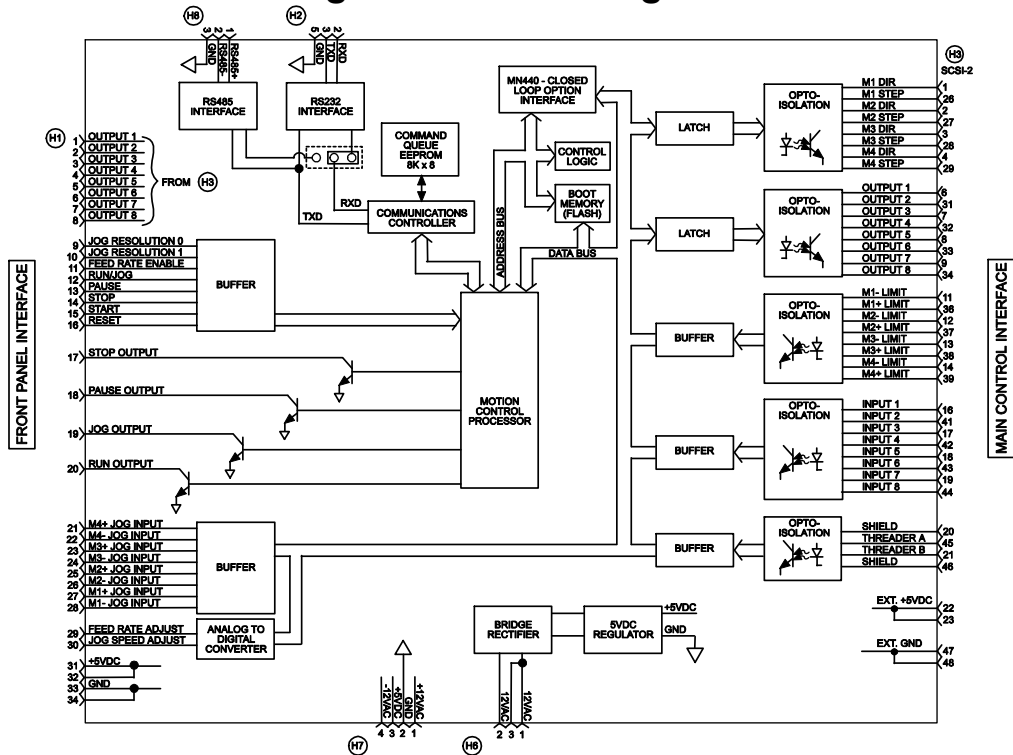 H8
H2
3 2 1
5 3 2
GND
RS485-
RS485+
GND
TXD
RXD
H3
SCSI-2
RS485
INTERFACE
RS232
INTERFACE
MN440 - CLOSED
LOOP OPTION
INTERFACE
COMMAND
QUEUE
EEPROM
8K x 8
CONTROL
LOGIC
BOOT
MEMORY
(FLASH)
COMMUNICATIONS
CONTROLLER
RXD
TXD
ADDRESS BUS
DATA BUS
FRONT PANEL INTERFACE
H1
1 OUTPUT 1
2 OUTPUT 2
3 OUTPUT 3
4 OUTPUT 4
5 OUTPUT 5
6 OUTPUT 6
7 OUTPUT 7
8 OUTPUT 8
FROM H3
9 JOG RESOLUTION 0
10 JOG RESOLUTION 1
11 FEED RATE ENABLE
12 RUN/JOG
13 PAUSE
14 STOP
15 START
16 RESET
BUFFER
17 STOP OUTPUT
18 PAUSE OUTPUT
19 JOG OUTPUT
20 RUN OUTPUT
MOTION
CONTROL
PROCESSOR
21 M4+ JOG INPUT
22 M4- JOG INPUT
23 M3+ JOG INPUT
24 M3- JOG INPUT
25 M2+ JOG INPUT
26 M2- JOG INPUT
27 M1+ JOG INPUT
28 M1- JOG INPUT
BUFFER
29 FEED RATE ADJUST
30 JOG SPEED ADJUST
ANALOG TO
DIGITAL
CONVERTER
31 +5VDC
32
33 GND
34
LATCH
OPTO-
ISOLATION
M1 DIR 1
M1 STEP 26
M2 DIR 2
M2 STEP 27
M3 DIR 3
M3 STEP 28
M4 DIR 4
M4 STEP 29
LATCH
OPTO-
ISOLATION
OUTPUT 1 6
OUTPUT 2 31
OUTPUT 3 7
OUTPUT 4 32
OUTPUT 5 8
OUTPUT 6 33
OUTPUT 7 9
OUTPUT 8 34
BUFFER
OPTO-
ISOLATION
M1- LIMIT 11
M1+ LIMIT 36
M2- LIMIT 12
M2+ LIMIT 37
M3- LIMIT 13
M3+ LIMIT 38
M4- LIMIT 14
M4+ LIMIT 39
BUFFER
OPTO-
ISOLATION
INPUT 1 16
INPUT 2 41
INPUT 3 17
INPUT 4 42
INPUT 5 18
INPUT 6 43
INPUT 7 19
INPUT 8 44
BUFFER
OPTO-
ISOLATION
SHIELD 20
THREADER A 45
THREADER B 21
SHIELD 46
EXT. +5VDC 22
23
EXT. GND 47
48
MAIN CONTROL INTERFACE
BRIDGE
RECTIFIER
5VDC
REGULATOR
+5VDC
GND
-12VAC
+5VDC
GND
+12VAC
4 3 2 1
H7
12VAC
12VAC
2 3 1
H6